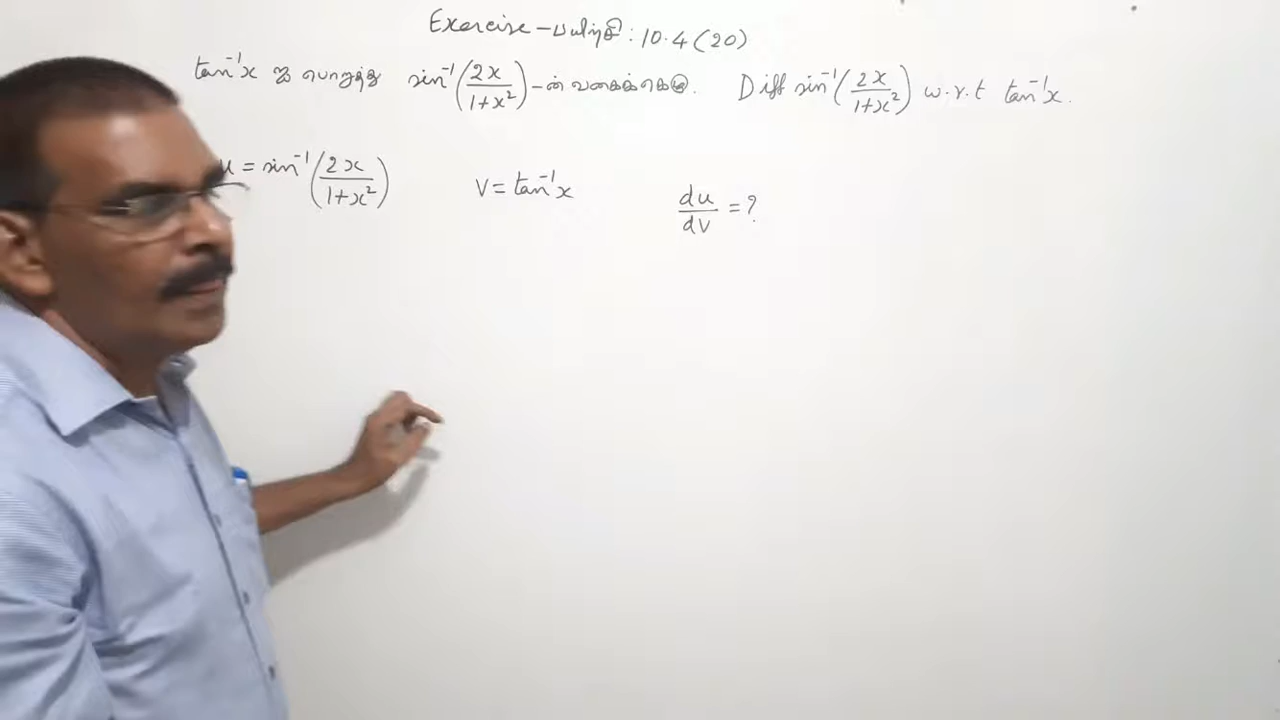 Exercise – பயிற்சி : 10.4 (20)
tan⁻¹x ஐ பொறுத்து sin⁻¹(2x/1+x²) – ன் வகைக்கெழு. Diff sin⁻¹(2x/1+x²) w.r.t tan⁻¹x.
u = sin⁻¹(2x/1+x²) v = tan⁻¹x du/dv = ?